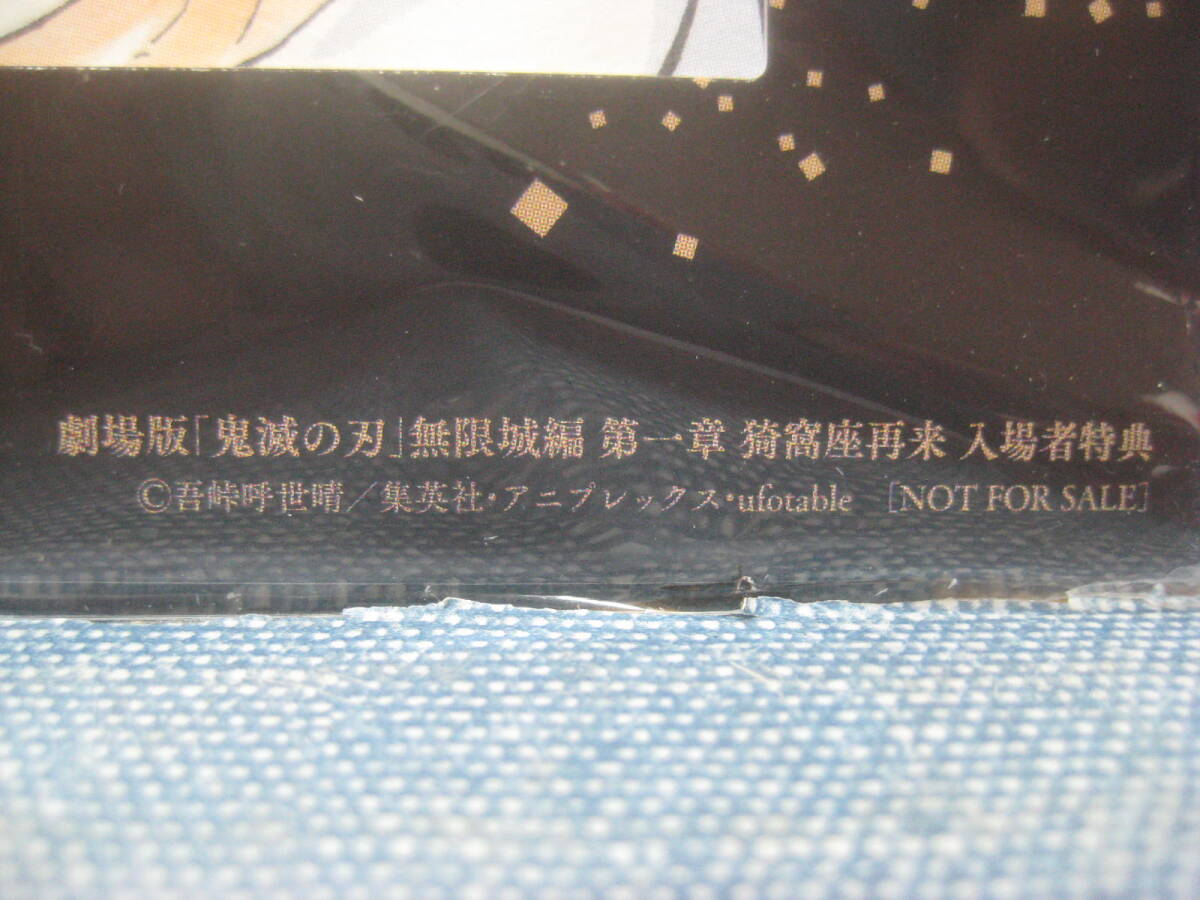 劇場版「鬼滅の刃」無限城編 第一章 猗窩座再来 入場者特典
©吾峠呼世晴／集英社・アニプレックス・ufotable [NOT FOR SALE]